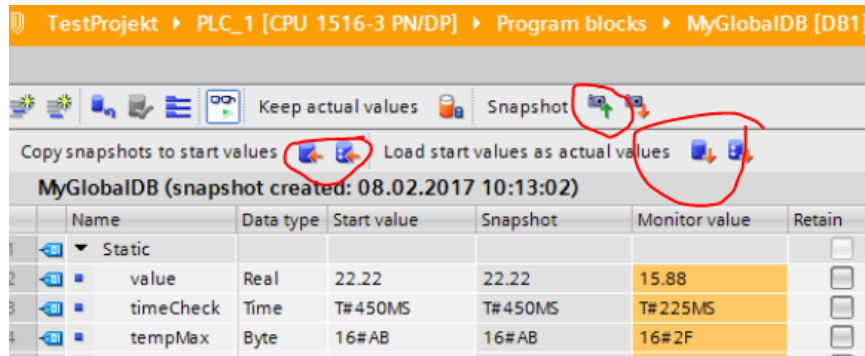 TestProjekt ▸ PLC_1 [CPU 1516-3 PN/DP] ▸ Program blocks ▸ MyGlobalDB [DB1]
Keep actual values Snapshot
Copy snapshots to start values Load start values as actual values
MyGlobalDB (snapshot created: 08.02.2017 10:13:02)
Name Data type Start value Snapshot Monitor value Retain
1 Static
2 value Real 22.22 22.22 15.88
3 timeCheck Time T#450MS T#450MS T#225MS
4 tempMax Byte 16#AB 16#AB 16#2F